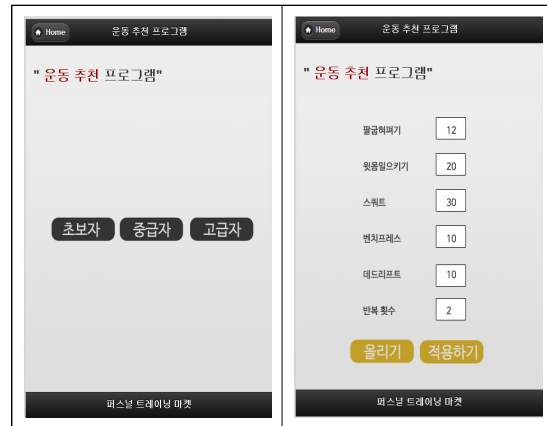 Home 운동 추천 프로그램
" 운동 추천 프로그램"
초보자 중급자 고급자
퍼스널 트레이닝 마켓
Home 운동 추천 프로그램
" 운동 추천 프로그램"
팔굽혀펴기 12
윗몸일으키기 20
스쿼트 30
벤치프레스 10
데드리프트 10
반복 횟수 2
올리기 적용하기
퍼스널 트레이닝 마켓